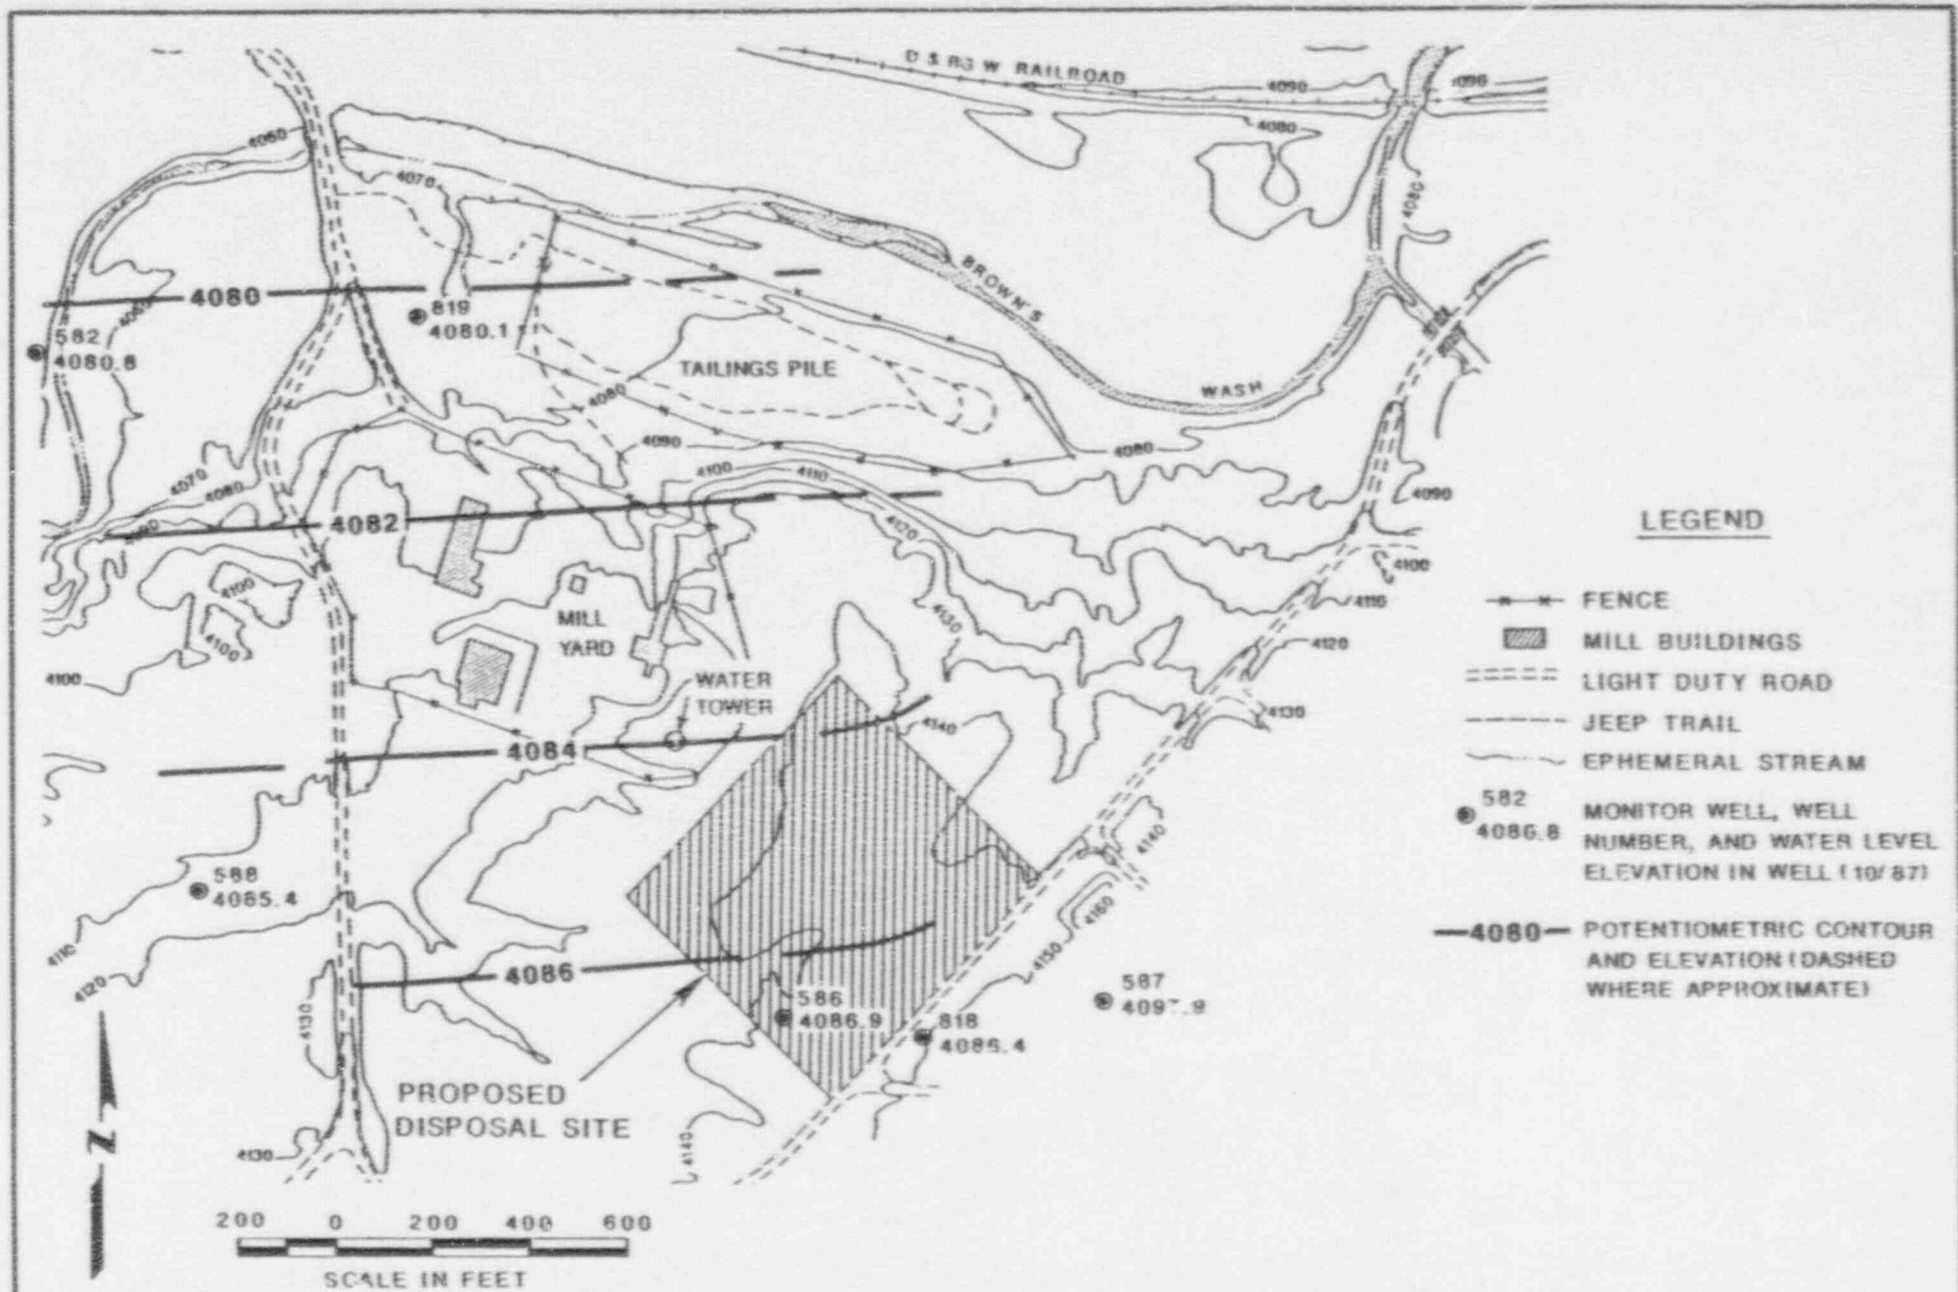 D & RG W RAILROAD
4090
4090
4080
4060
4070
4080
BROWN'S
WASH
4080
819
4080.1
582
4080.8
TAILINGS PILE
4080
4090
4080
4100
4110
4070
4080
4090
4082
4120
4100
4100
4100
4110
4120
4130
4130
4100
MILL
YARD
WATER
TOWER
4140
4084
4140
588
4085.4
4110
4120
4160
4150
4086
586
4086.9
818
587
4130
4130
4140
PROPOSED
DISPOSAL SITE
N
200 0 200 400 600
SCALE IN FEET
LEGEND
FENCE
MILL BUILDINGS
LIGHT DUTY ROAD
JEEP TRAIL
EPHEMERAL STREAM
582
4086.8
MONITOR WELL, WELL
NUMBER, AND WATER LEVEL
ELEVATION IN WELL (10/87)
4080
POTENTIOMETRIC CONTOUR
AND ELEVATION (DASHED
WHERE APPROXIMATE)